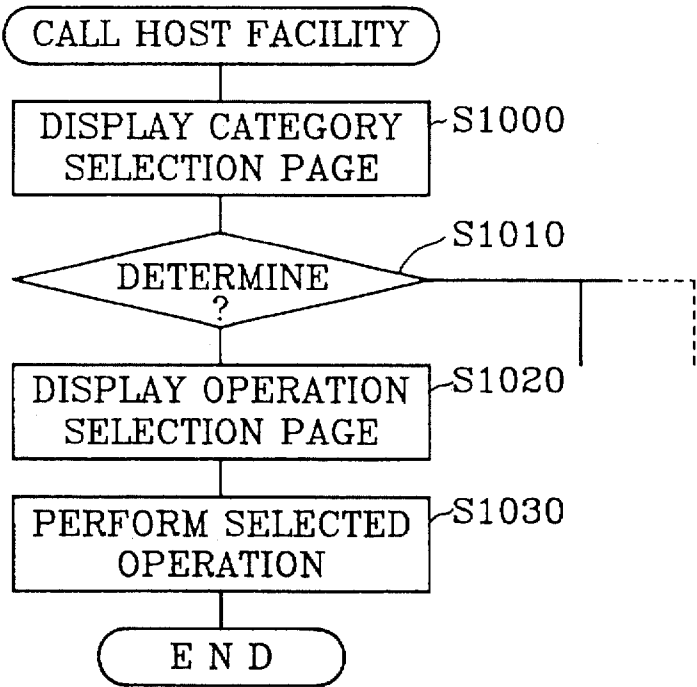 CALL HOST FACILITY
DISPLAY CATEGORY
SELECTION PAGE
S1000
DETERMINE
?
S1010
DISPLAY OPERATION
SELECTION PAGE
S1020
PERFORM SELECTED
OPERATION
S1030
END